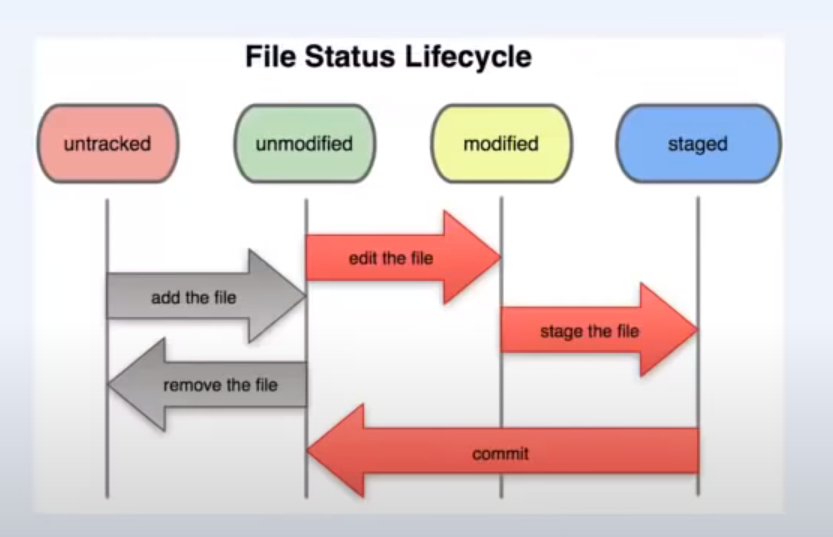 File Status Lifecycle
untracked
unmodified
modified
staged
edit the file
add the file
stage the file
remove the file
commit